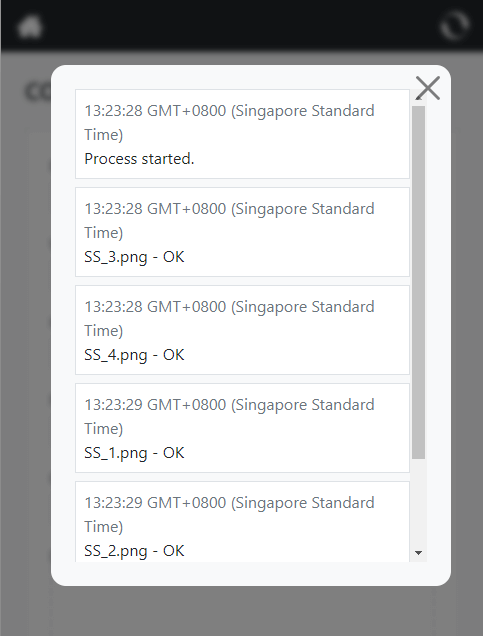 13:23:28 GMT+0800 (Singapore Standard
Time)
Process started.
13:23:28 GMT+0800 (Singapore Standard
Time)
SS_3.png - OK
13:23:28 GMT+0800 (Singapore Standard
Time)
SS_4.png - OK
13:23:29 GMT+0800 (Singapore Standard
Time)
SS_1.png - OK
13:23:29 GMT+0800 (Singapore Standard
Time)
SS_2.png - OK